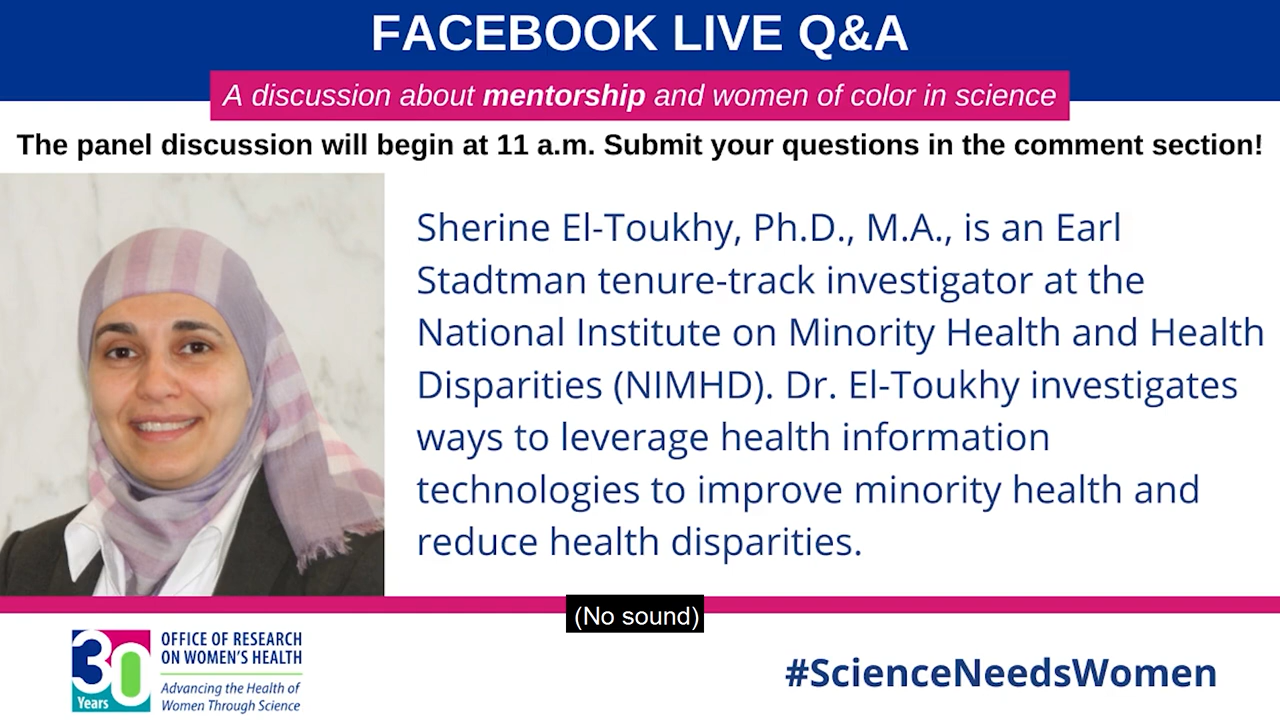 FACEBOOK LIVE Q&A
A discussion about mentorship and women of color in science
The panel discussion will begin at 11 a.m. Submit your questions in the comment section!
Sherine El-Toukhy, Ph.D., M.A., is an Earl
Stadtman tenure-track investigator at the
National Institute on Minority Health and Health
Disparities (NIMHD). Dr. El-Toukhy investigates
ways to leverage health information
technologies to improve minority health and
reduce health disparities.
(No sound)
30
Years
OFFICE OF RESEARCH
ON WOMEN'S HEALTH
Advancing the Health of
Women Through Science
#ScienceNeedsWomen